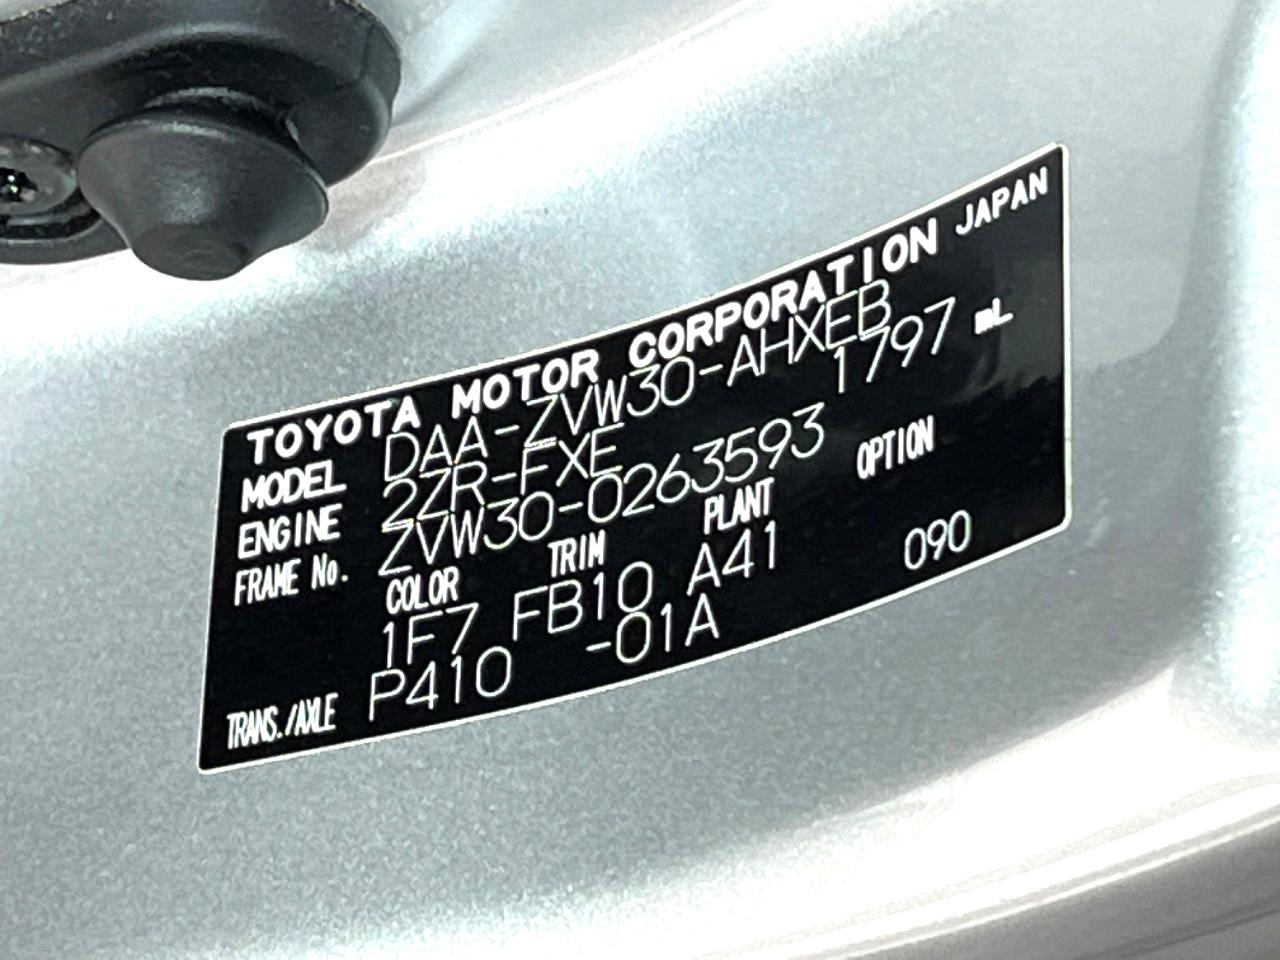 TOYOTA MOTOR CORPORATION JAPAN
MODEL DAA-ZVW30-AHXEB
ENGINE 2ZR-FXE 1797 mL
FRAME No. ZVW30-0263593
COLOR TRIM PLANT OPTION
1F7 FB10 A41 090
TRANS./AXLE P410 -01A